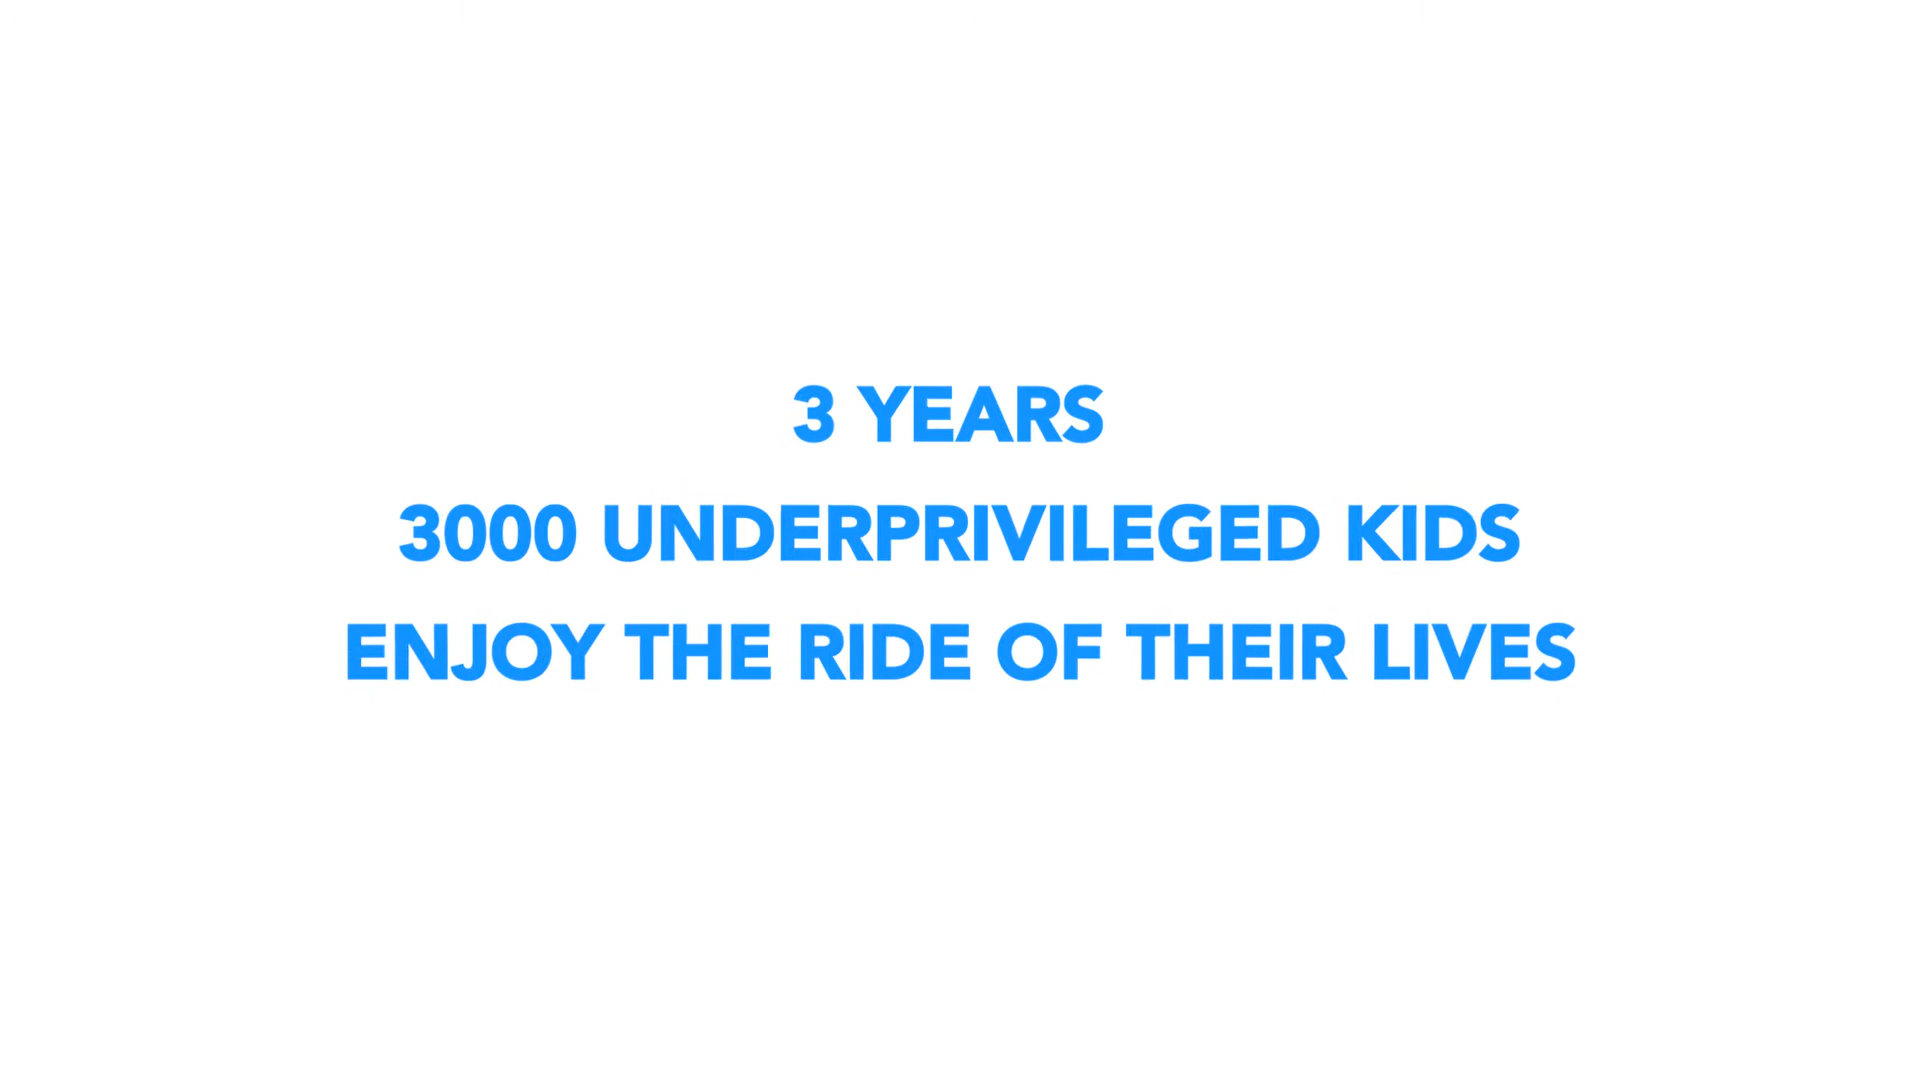 3 YEARS
3000 UNDERPRIVILEGED KIDS
ENJOY THE RIDE OF THEIR LIVES